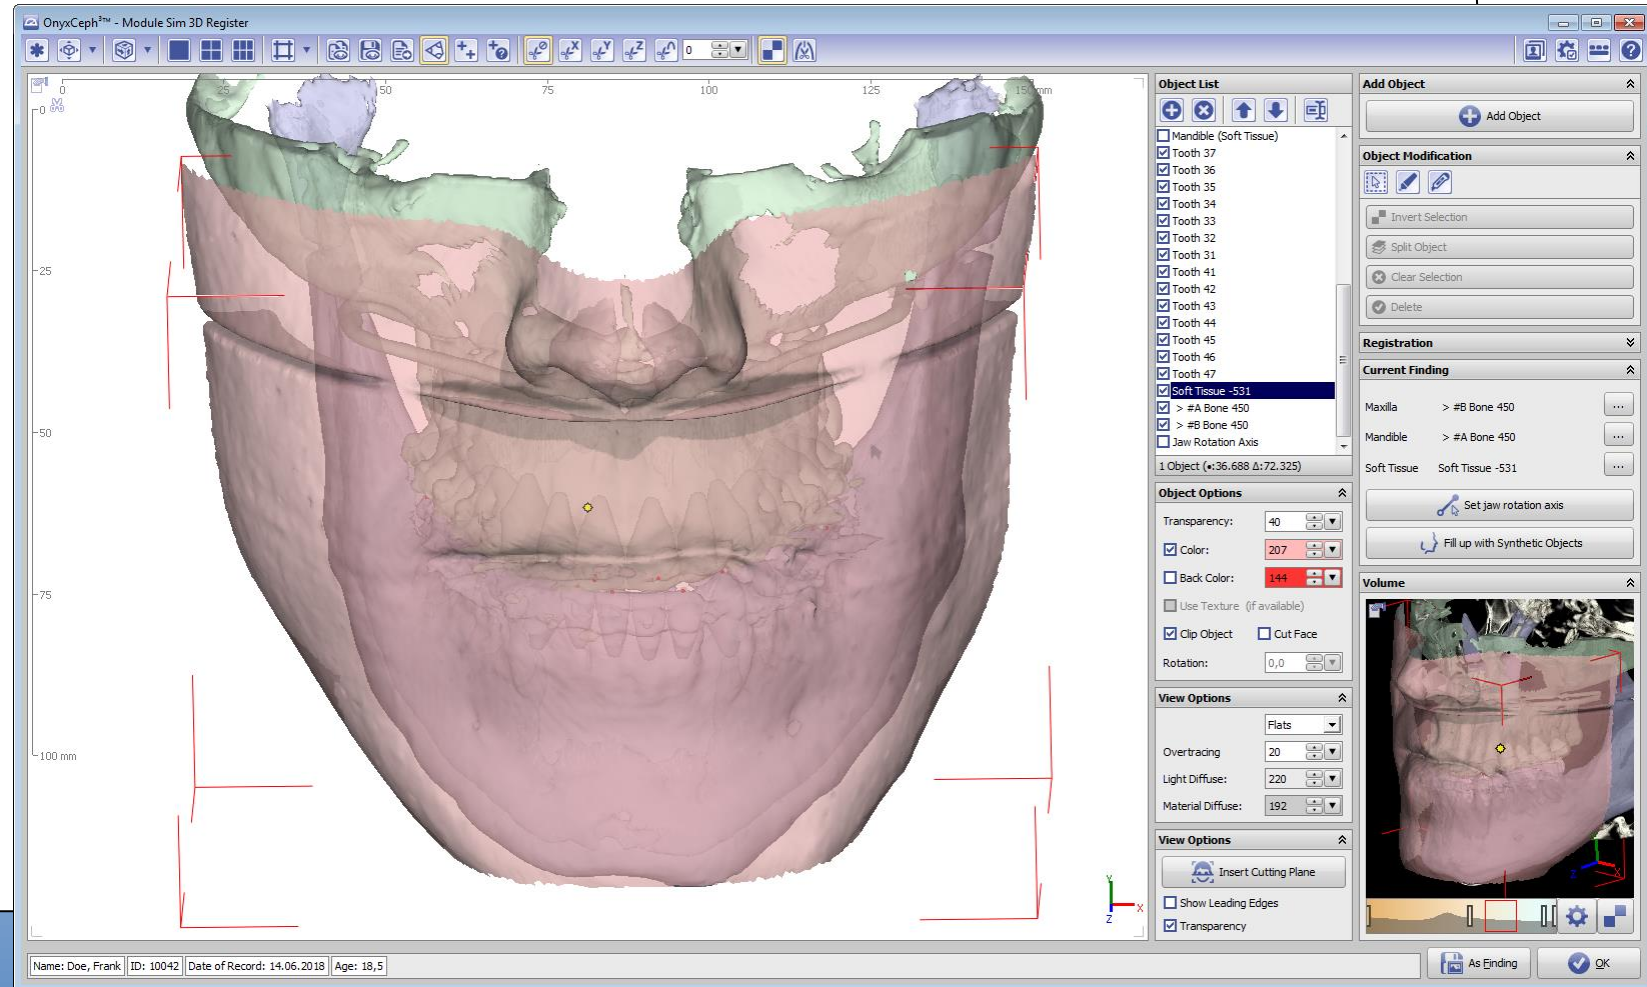 OnyxCeph³™ - Module Sim 3D Register
0
0 25 50 75 100 125 150 mm
0
25
50
75
100 mm
Y
X
Z
Object List
Mandible (Soft Tissue)
Tooth 37
Tooth 36
Tooth 35
Tooth 34
Tooth 33
Tooth 32
Tooth 31
Tooth 41
Tooth 42
Tooth 43
Tooth 44
Tooth 45
Tooth 46
Tooth 47
Soft Tissue -531
> #A Bone 450
> #B Bone 450
Jaw Rotation Axis
1 Object (•:36.688 Δ:72.325)
Object Options
Transparency: 40
Color: 207
Back Color: 144
Use Texture (if available)
Clip Object Cut Face
Rotation: 0,0
View Options
Flats
Overtracing 20
Light Diffuse: 220
Material Diffuse: 192
View Options
Insert Cutting Plane
Show Leading Edges
Transparency
Add Object
Add Object
Object Modification
Invert Selection
Split Object
Clear Selection
Delete
Registration
Current Finding
Maxilla > #B Bone 450 ...
Mandible > #A Bone 450 ...
Soft Tissue Soft Tissue -531 ...
Set jaw rotation axis
Fill up with Synthetic Objects
Volume
Z X
Name: Doe, Frank ID: 10042 Date of Record: 14.06.2018 Age: 18,5
As Finding OK